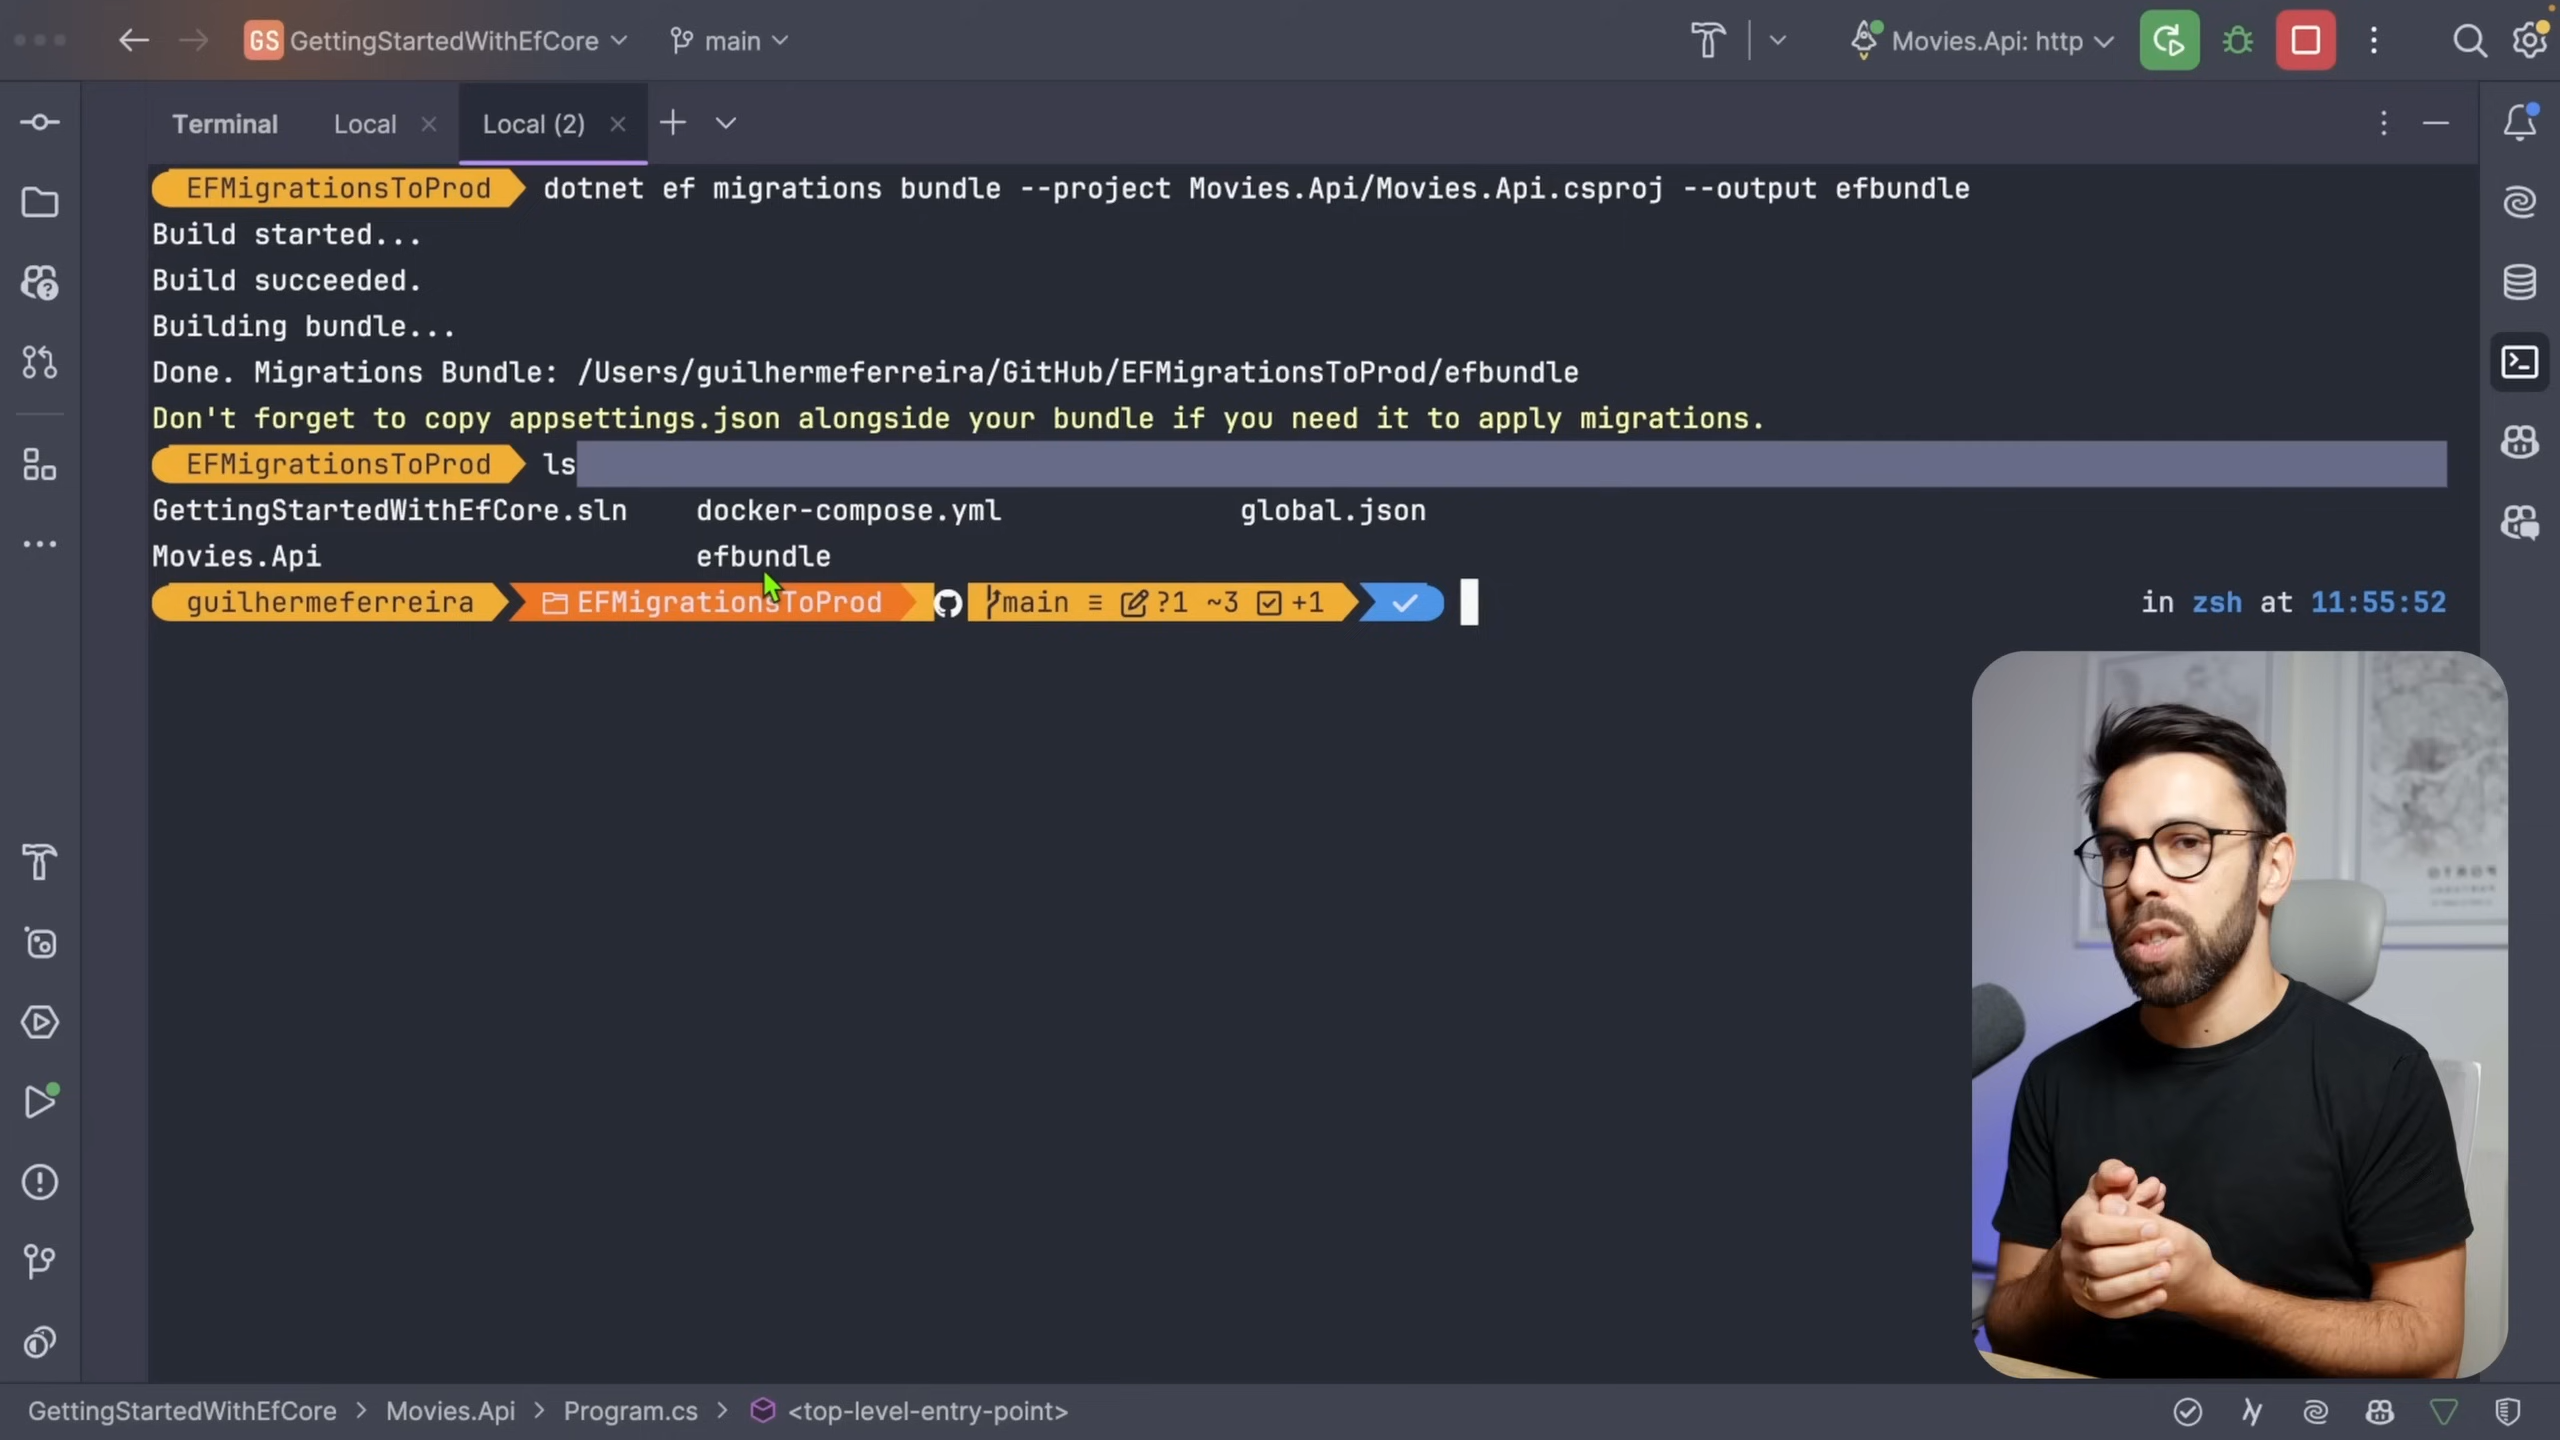 GS GettingStartedWithEfCore main Movies.Api: http
Terminal Local Local (2)
EFMigrationsToProd dotnet ef migrations bundle --project Movies.Api/Movies.Api.csproj --output efbundle
Build started...
Build succeeded.
Building bundle...
Done. Migrations Bundle: /Users/guilhermeferreira/GitHub/EFMigrationsToProd/efbundle
Don't forget to copy appsettings.json alongside your bundle if you need it to apply migrations.
EFMigrationsToProd ls
GettingStartedWithEfCore.sln docker-compose.yml global.json
Movies.Api efbundle
guilhermeferreira EFMigrationsToProd main ≡ ?1 ~3 +1 in zsh at 11:55:52
GettingStartedWithEfCore > Movies.Api > Program.cs > <top-level-entry-point>